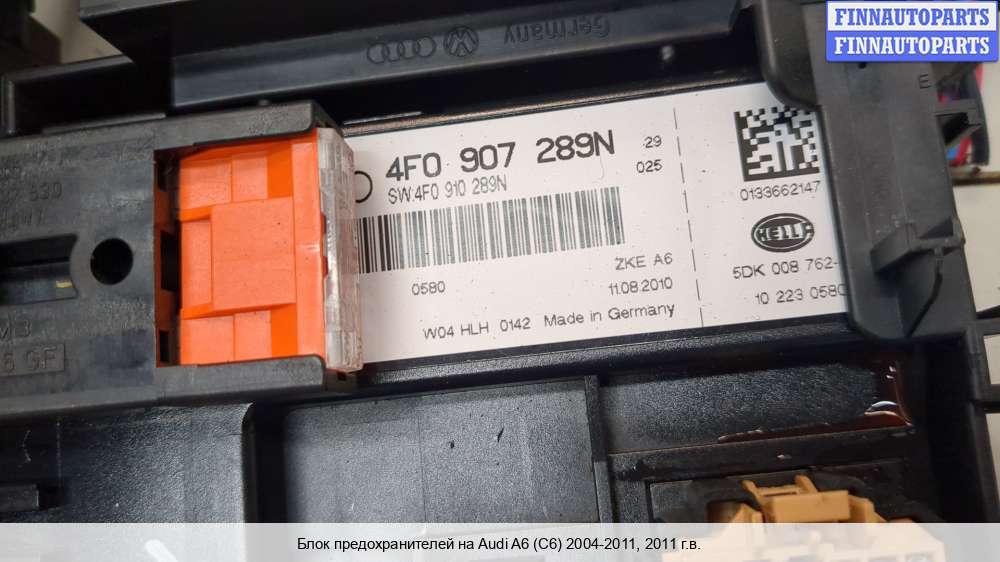 FINNAUTOPARTS
FINNAUTOPARTS
Germany
4F0 907 289N
SW:4F0 910 289N
29
025
0580
ZKE A6
11.08.2010
W04 HLH 0142 Made in Germany
0133662147
HELLA
5DK 008 762-
10 223 0580
E
Блок предохранителей на Audi A6 (C6) 2004-2011, 2011 г.в.